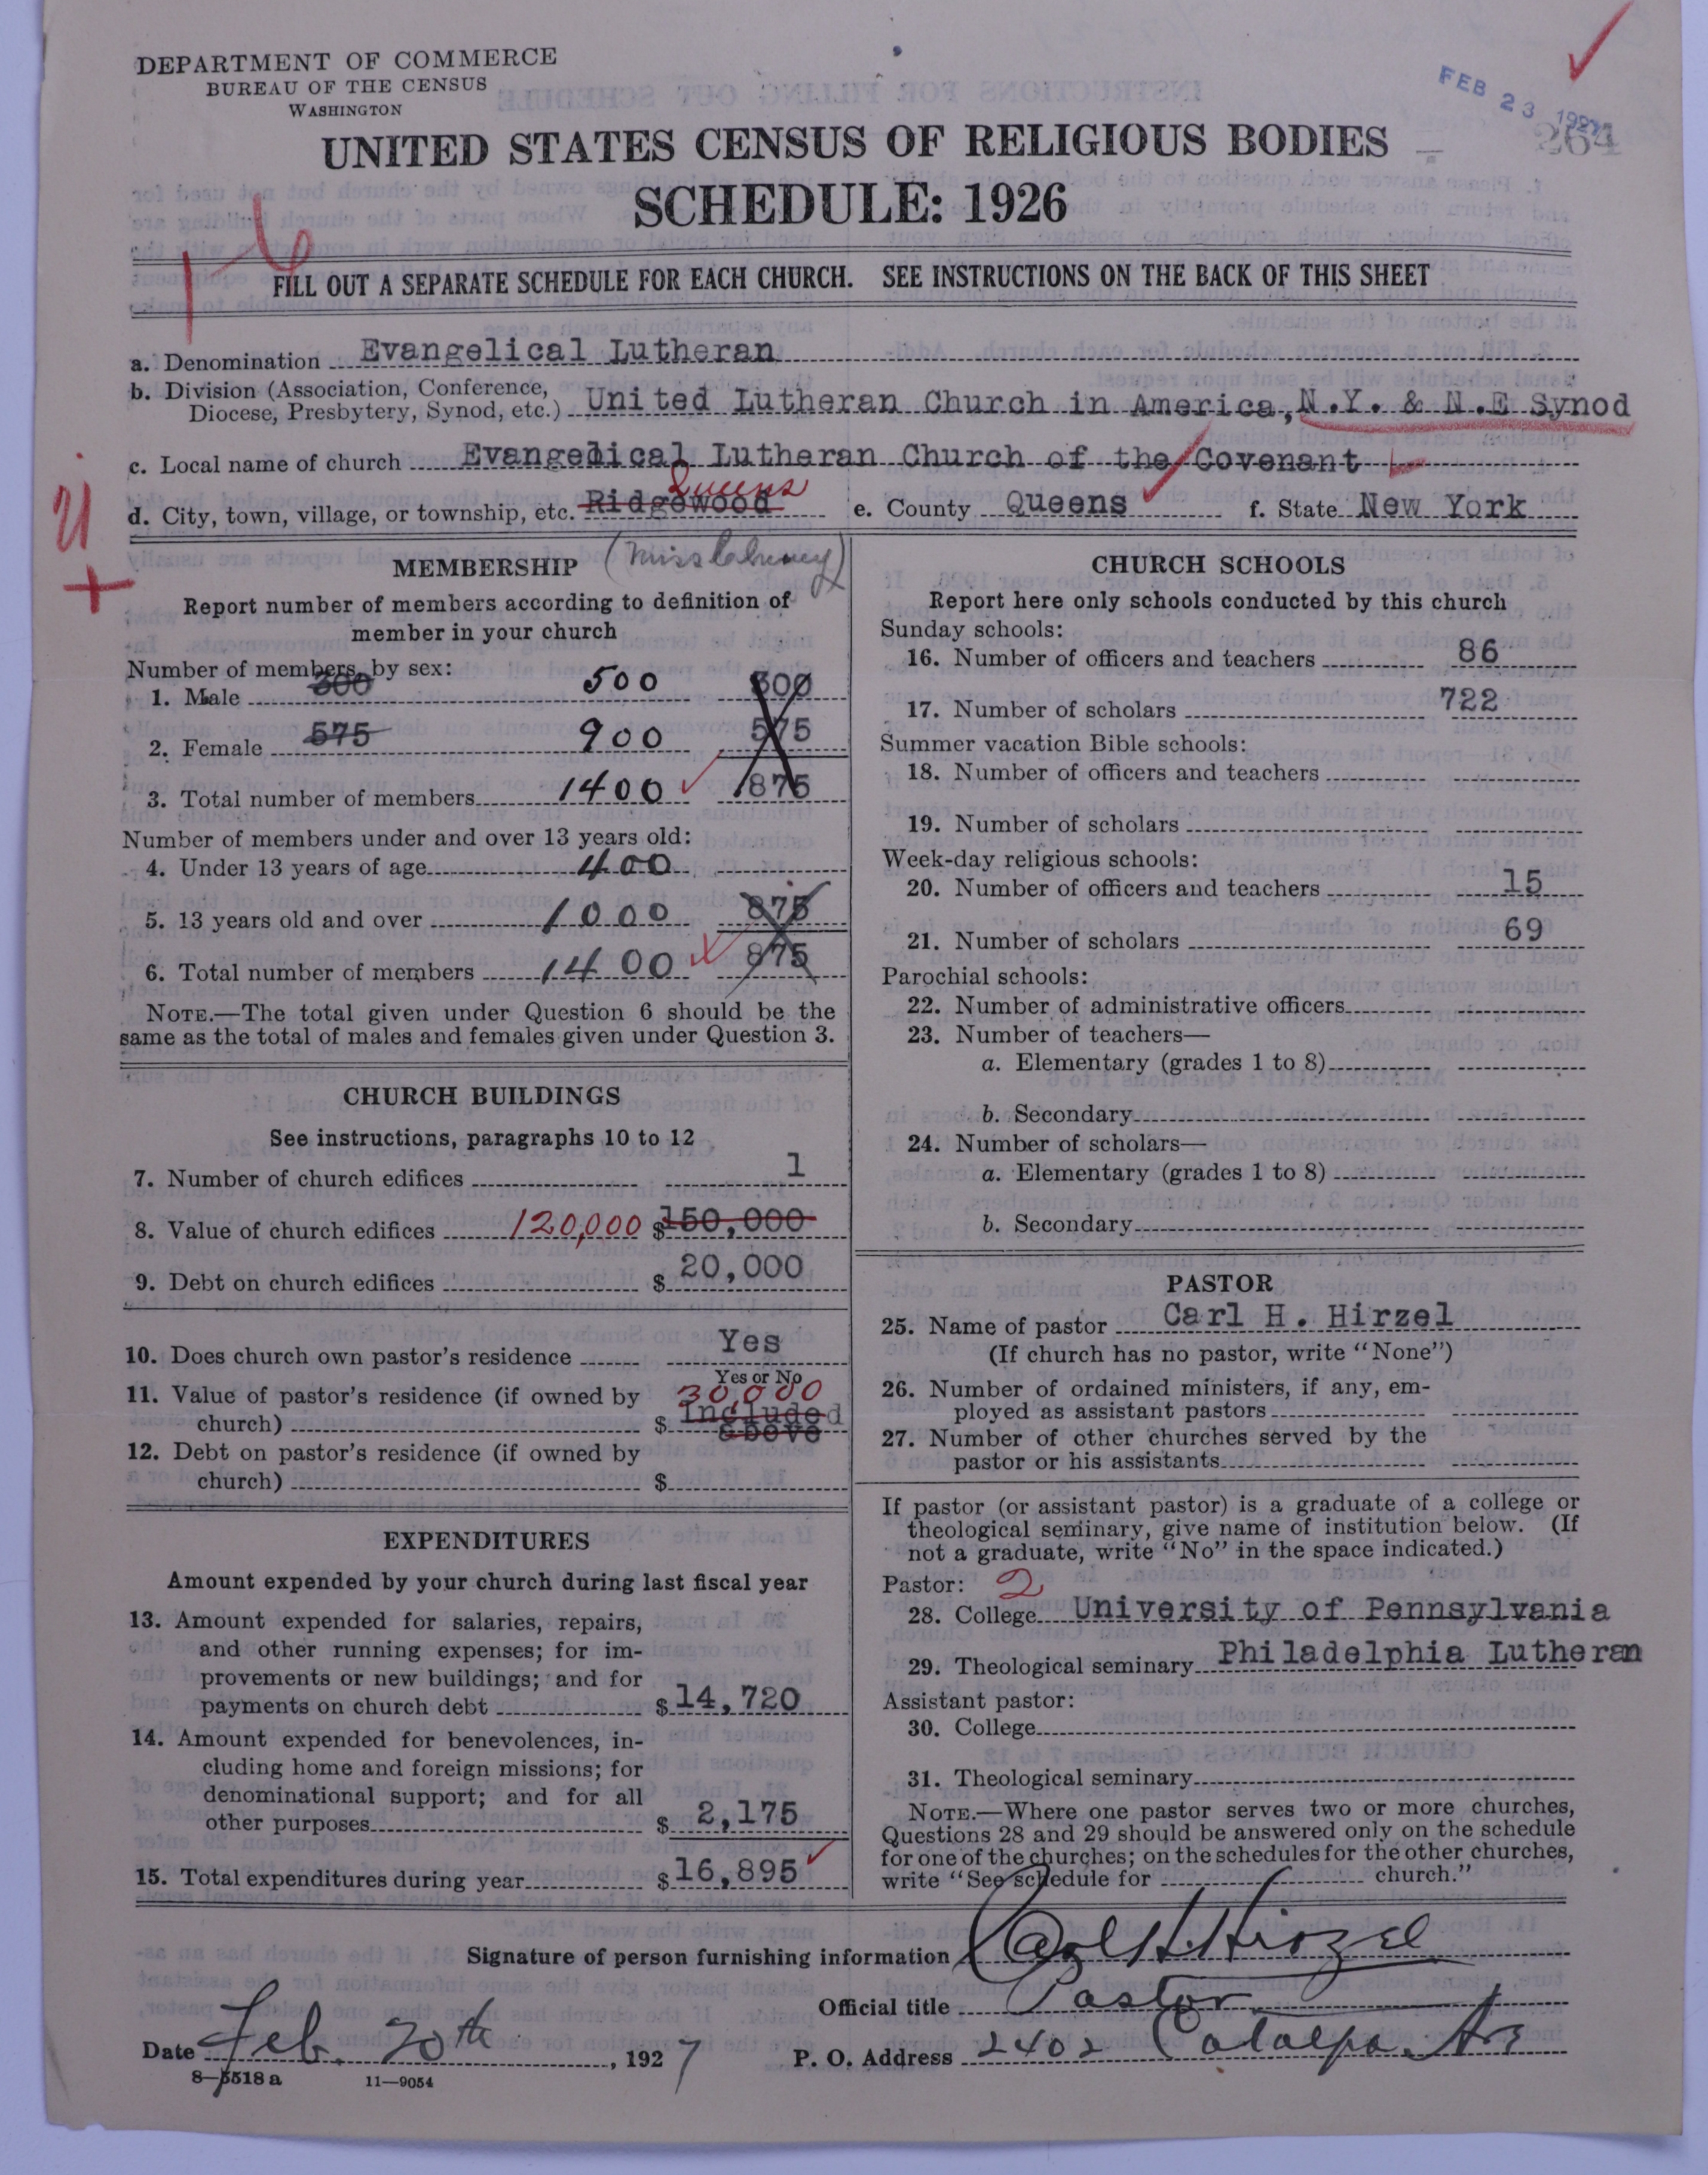 DEPARTMENT OF COMMERCE
BUREAU OF THE CENSUS
WASHINGTON
FEB 23 1927
264
UNITED STATES CENSUS OF RELIGIOUS BODIES
SCHEDULE: 1926
FILL OUT A SEPARATE SCHEDULE FOR EACH CHURCH. SEE INSTRUCTIONS ON THE BACK OF THIS SHEET
a. Denomination Evangelical Lutheran
b. Division (Association, Conference,
Diocese, Presbytery, Synod, etc.) United Lutheran Church in America, N.Y. & N.E Synod
c. Local name of church Evangelical Lutheran Church of the Covenant
Queens
d. City, town, village, or township, etc. Ridgewood e. County Queens f. State New York
MEMBERSHIP
Report number of members according to definition of
member in your church
Number of members by sex:
1. Male 300 500 300
2. Female 575 900 575
3. Total number of members 1400 875
Number of members under and over 13 years old:
4. Under 13 years of age 400
5. 13 years old and over 1000 875
6. Total number of members 1400 875
NOTE.—The total given under Question 6 should be the
same as the total of males and females given under Question 3.
CHURCH BUILDINGS
See instructions, paragraphs 10 to 12
7. Number of church edifices 1
8. Value of church edifices 120,000 $150,000
9. Debt on church edifices $ 20,000
10. Does church own pastor's residence Yes
Yes or No
11. Value of pastor's residence (if owned by 30,000
church) $ Included
above
12. Debt on pastor's residence (if owned by
church) $
EXPENDITURES
Amount expended by your church during last fiscal year
13. Amount expended for salaries, repairs,
and other running expenses; for im-
provements or new buildings; and for
payments on church debt $ 14,720
14. Amount expended for benevolences, in-
cluding home and foreign missions; for
denominational support; and for all
other purposes $ 2,175
15. Total expenditures during year $ 16,895
CHURCH SCHOOLS
Report here only schools conducted by this church
Sunday schools:
16. Number of officers and teachers 86
17. Number of scholars 722
Summer vacation Bible schools:
18. Number of officers and teachers
19. Number of scholars
Week-day religious schools:
20. Number of officers and teachers 15
21. Number of scholars 69
Parochial schools:
22. Number of administrative officers
23. Number of teachers—
a. Elementary (grades 1 to 8)
b. Secondary
24. Number of scholars—
a. Elementary (grades 1 to 8)
b. Secondary
PASTOR
25. Name of pastor Carl H. Hirzel
(If church has no pastor, write "None")
26. Number of ordained ministers, if any, em-
ployed as assistant pastors
27. Number of other churches served by the
pastor or his assistants
If pastor (or assistant pastor) is a graduate of a college or
theological seminary, give name of institution below. (If
not a graduate, write "No" in the space indicated.)
Pastor: 2
28. College University of Pennsylvania
29. Theological seminary Philadelphia Lutheran
Assistant pastor:
30. College
31. Theological seminary
NOTE.—Where one pastor serves two or more churches,
Questions 28 and 29 should be answered only on the schedule
for one of the churches; on the schedules for the other churches,
write "See schedule for church."
Signature of person furnishing information Carl H. Hirzel
Official title Pastor
Date Feb. 20th, 1927 P. O. Address 2402 Catalpa Av
8—5518a 11—9054